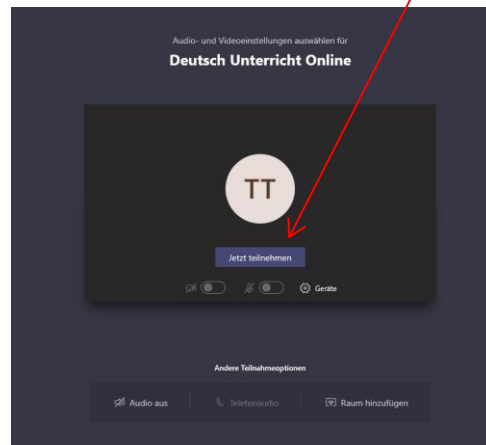 Audio- und Videoeinstellungen auswählen für
Deutsch Unterricht Online
TT
Jetzt teilnehmen
Geräte
Andere Teilnahmeoptionen
Audio aus
Telefonaudio
Raum hinzufügen